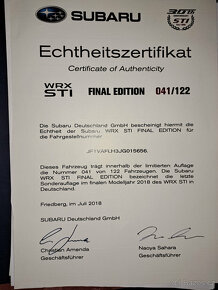 SUBARU
30th
STI
Echtheitszertifikat
Certificate of Authenticity
WRX
STI
FINAL EDITION 041/122
Die Subaru Deutschland GmbH bescheinigt hiermit die
Echtheit der Subaru WRX STI FINAL EDITION für
die Fahrgestellnummer
JF1VAFLH3JG015656.
Dieses Fahrzeug trägt innerhalb der limitierten Auflage
die Nummer 041 von 122 Fahrzeugen. Die Subaru
WRX STI FINAL EDITION bezeichnet die letzte
Sonderauflage im finalen Modelljahr 2018 des WRX STI in
Deutschland.
Friedberg, im Juli 2018
SUBARU Deutschland GmbH
Christian Amenda Naoya Sahara
Geschäftsführer Geschäftsführer